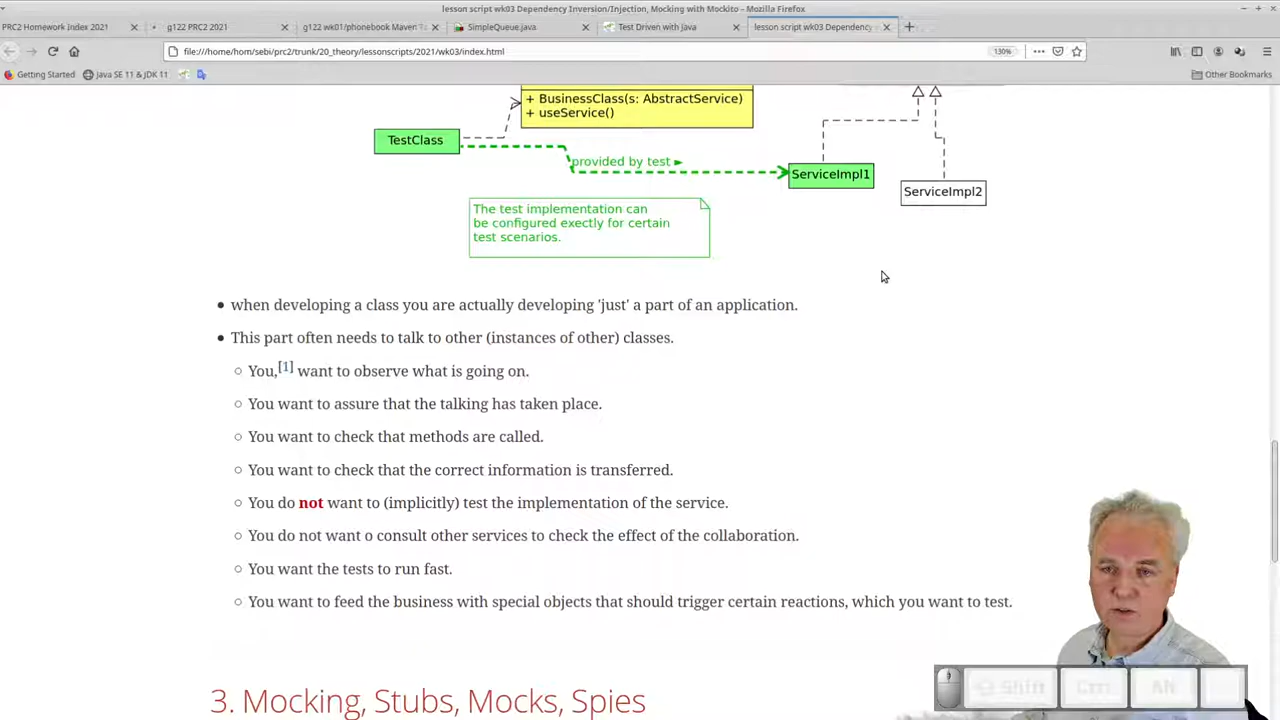 lesson script wk03 Dependency Inversion/Injection, Mocking with Mockito - Mozilla Firefox
PRC2 Homework Index 2021
g122 PRC2 2021
g122 wk01/phonebook Maven
SimpleQueue.java
Test Driven with Java
lesson script wk03 Dependency
file:///home/hom/sebi/prc2/trunk/20_theory/lessonscripts/2021/wk03/index.html
130%
Getting Started
Java SE 11 & JDK 11
Other Bookmarks
+ BusinessClass(s: AbstractService)
+ useService()
TestClass
provided by test ►
ServiceImpl1
ServiceImpl2
The test implementation can
be configured exectly for certain
test scenarios.
• when developing a class you are actually developing 'just' a part of an application.
• This part often needs to talk to other (instances of other) classes.
○ You,[1] want to observe what is going on.
○ You want to assure that the talking has taken place.
○ You want to check that methods are called.
○ You want to check that the correct information is transferred.
○ You do not want to (implicitly) test the implementation of the service.
○ You do not want o consult other services to check the effect of the collaboration.
○ You want the tests to run fast.
○ You want to feed the business with special objects that should trigger certain reactions, which you want to test.
3. Mocking, Stubs, Mocks, Spies
Shift
Ctrl
Alt